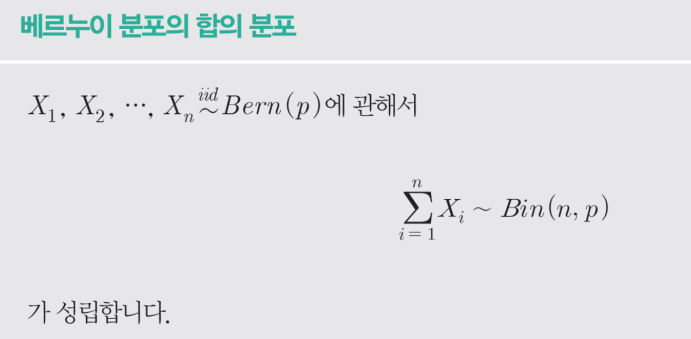 베르누이 분포의 합의 분포
X₁, X₂, ⋯, Xₙ iid~ Bern(p)에 관해서
∑ᵢ₌₁ⁿ Xᵢ ~ Bin(n, p)
가 성립합니다.